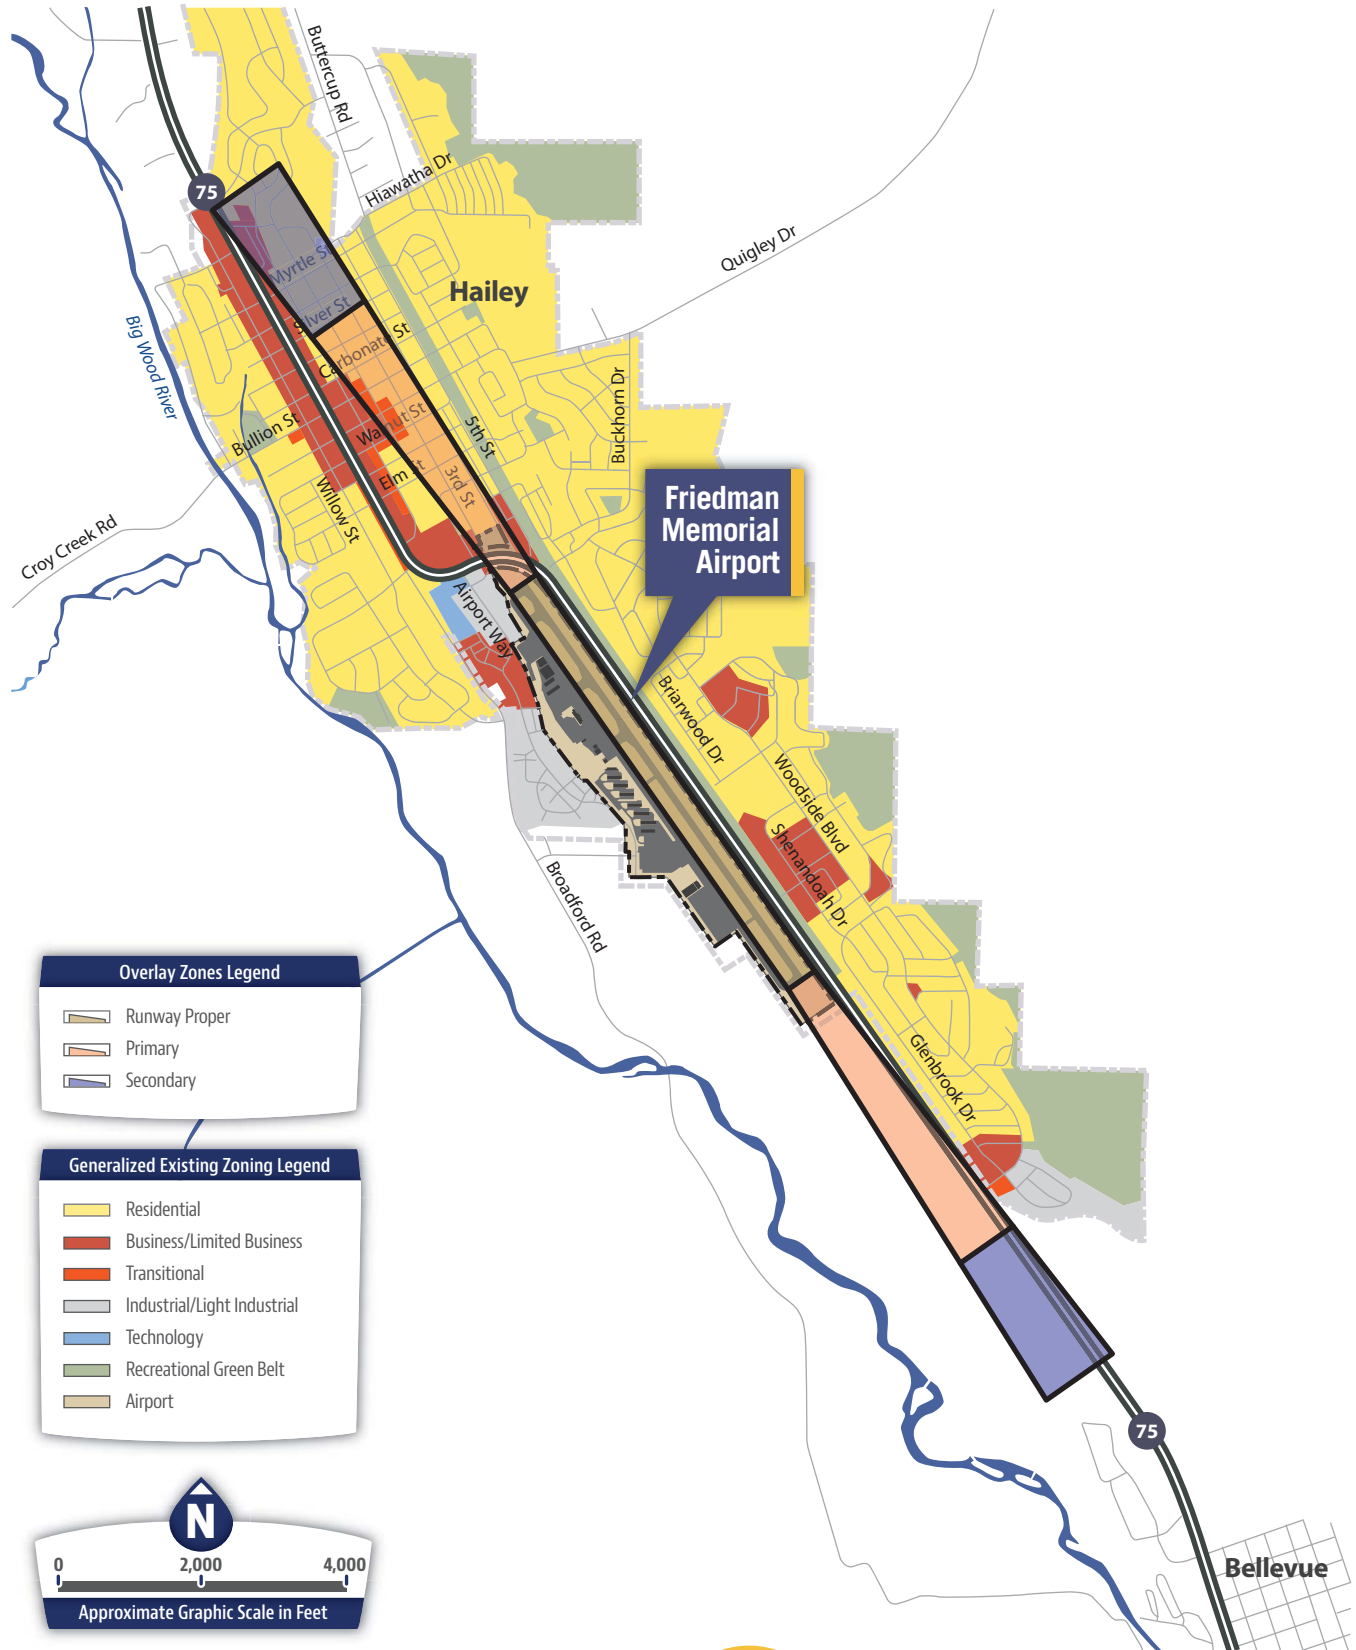 Buttercup Rd
Hiawatha Dr
75
Quigley Dr
Myrtle St
Hailey
Silver St
Big Wood River
Carbonate St
Buckhorn Dr
Walnut St
5th St
Bullion St
Elm St
3rd St
Willow St
Friedman
Memorial
Airport
Croy Creek Rd
Airport Way
Briarwood Dr
Woodside Blvd
Shenandoah Dr
Broadford Rd
Glenbrook Dr
Overlay Zones Legend
Runway Proper
Primary
Secondary
Generalized Existing Zoning Legend
Residential
Business/Limited Business
Transitional
Industrial/Light Industrial
Technology
Recreational Green Belt
Airport
75
N
0 2,000 4,000
Approximate Graphic Scale in Feet
Bellevue